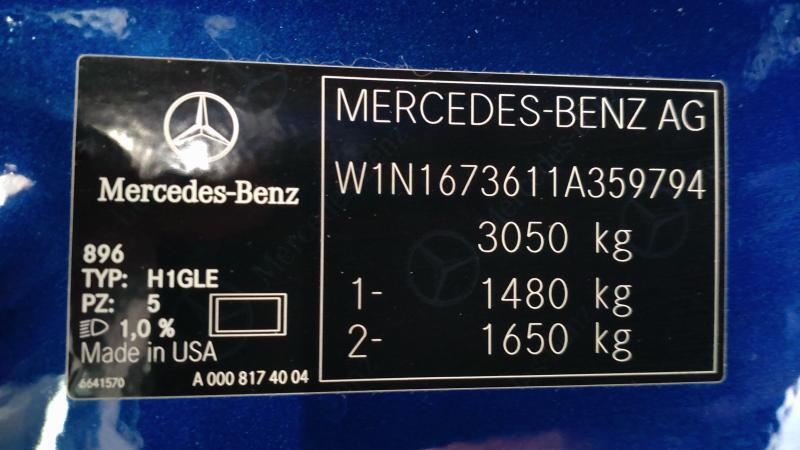 Mercedes-Benz
896
TYP: H1GLE
PZ: 5
1,0 %
Made in USA
6641570
A 000 817 40 04
MERCEDES-BENZ AG
W1N1673611A359794
3050 kg
1- 1480 kg
2- 1650 kg